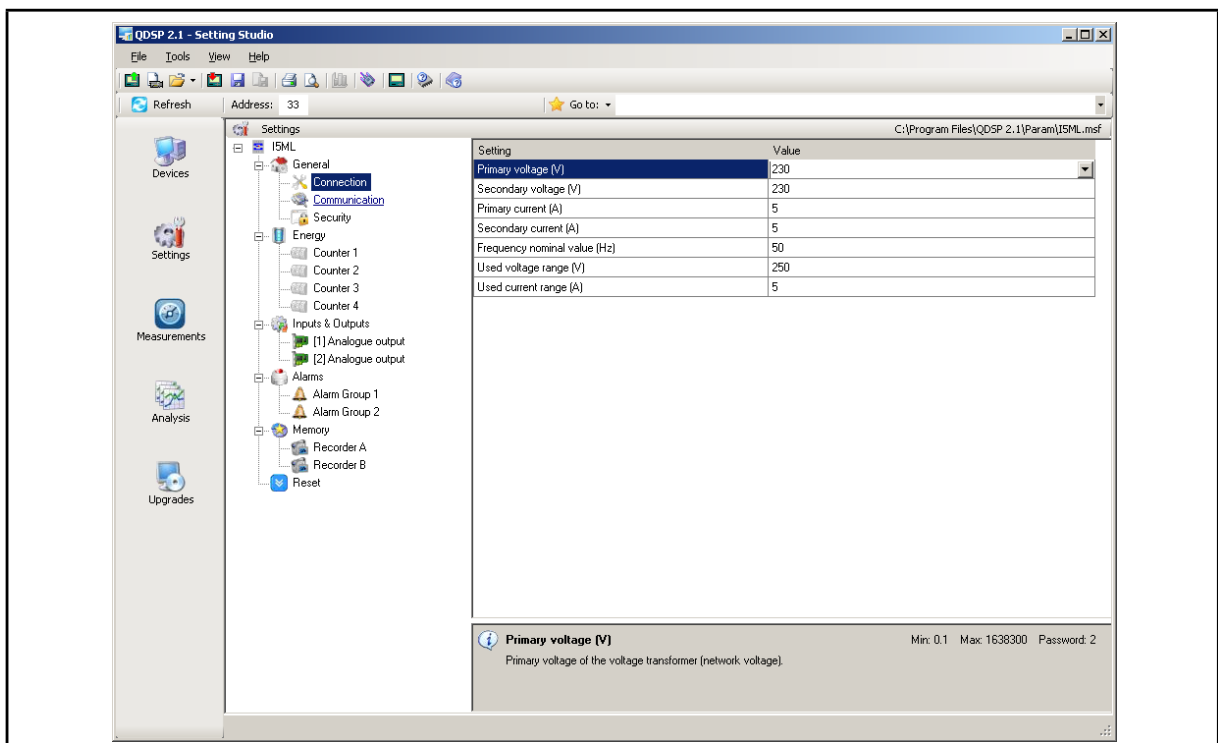 QDSP 2.1 - Setting Studio
File Tools View Help
Refresh Address: 33 Go to:
Settings C:\Program Files\QDSP 2.1\Param\I5ML.msf
Devices
Settings
Measurements
Analysis
Upgrades
I5ML
General
Connection
Communication
Security
Energy
Counter 1
Counter 2
Counter 3
Counter 4
Inputs & Outputs
[1] Analogue output
[2] Analogue output
Alarms
Alarm Group 1
Alarm Group 2
Memory
Recorder A
Recorder B
Reset
Setting Value
Primary voltage (V) 230
Secondary voltage (V) 230
Primary current (A) 5
Secondary current (A) 5
Frequency nominal value (Hz) 50
Used voltage range (V) 250
Used current range (A) 5
Primary voltage (V) Min: 0.1 Max: 1638300 Password: 2
Primary voltage of the voltage transformer (network voltage).